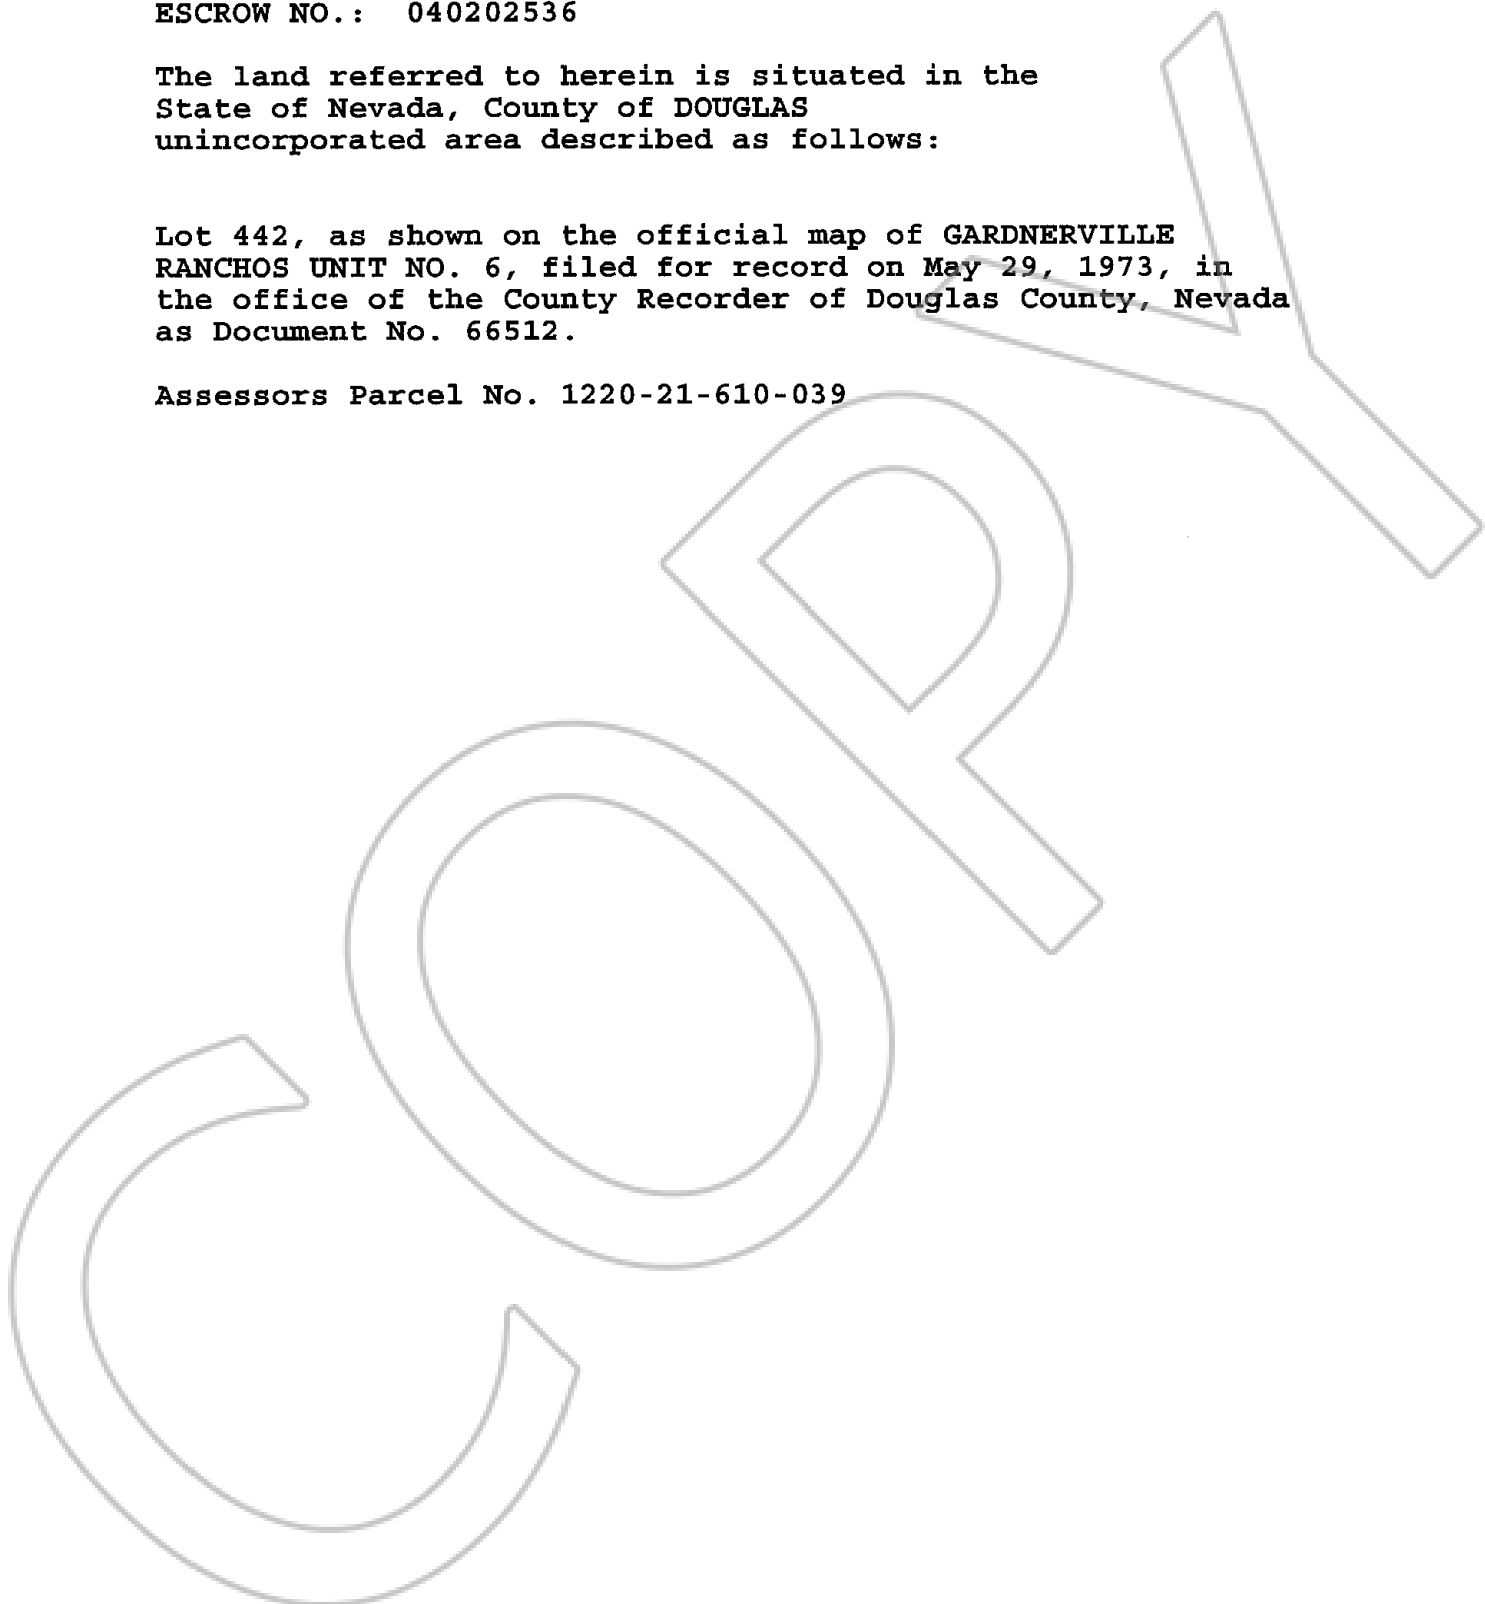 ESCROW NO.: 040202536
The land referred to herein is situated in the
State of Nevada, County of DOUGLAS
unincorporated area described as follows:
Lot 442, as shown on the official map of GARDNERVILLE
RANCHOS UNIT NO. 6, filed for record on May 29, 1973, in
the office of the County Recorder of Douglas County, Nevada
as Document No. 66512.
Assessors Parcel No. 1220-21-610-039
COPY